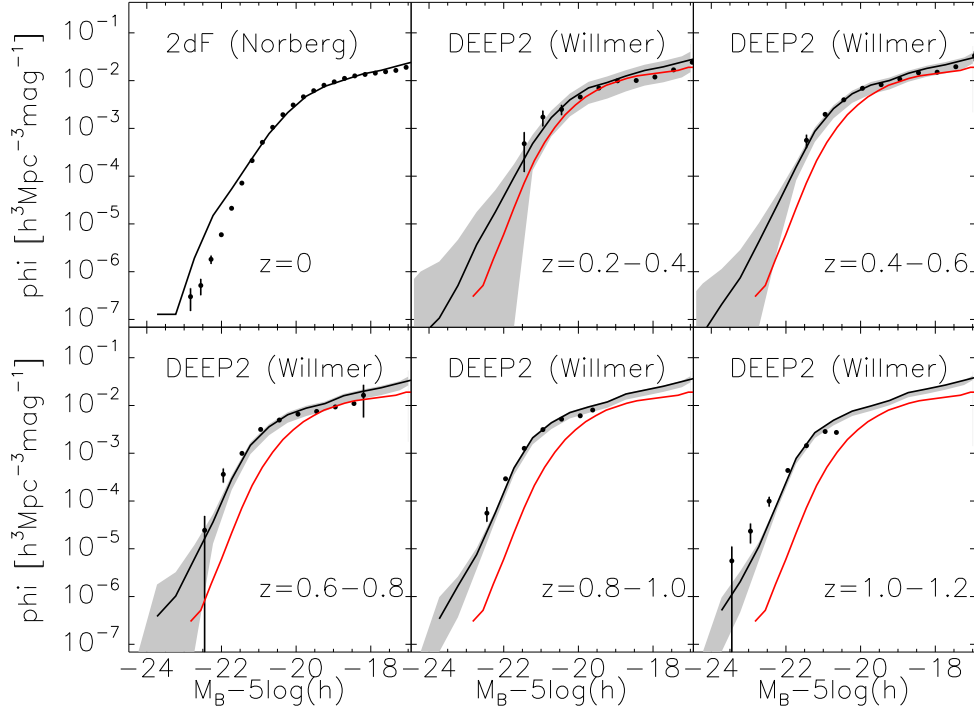 2dF (Norberg)
DEEP2 (Willmer)
DEEP2 (Willmer)
10⁻¹
10⁻²
10⁻³
10⁻⁴
10⁻⁵
10⁻⁶
10⁻⁷
phi [h³Mpc⁻³mag⁻¹]
z=0
z=0.2−0.4
z=0.4−0.6
DEEP2 (Willmer)
DEEP2 (Willmer)
DEEP2 (Willmer)
10⁻¹
10⁻²
10⁻³
10⁻⁴
10⁻⁵
10⁻⁶
10⁻⁷
phi [h³Mpc⁻³mag⁻¹]
z=0.6−0.8
z=0.8−1.0
z=1.0−1.2
−24 −22 −20 −18
−24 −22 −20 −18
−24 −22 −20 −18
M_B−5log(h)
M_B−5log(h)
M_B−5log(h)